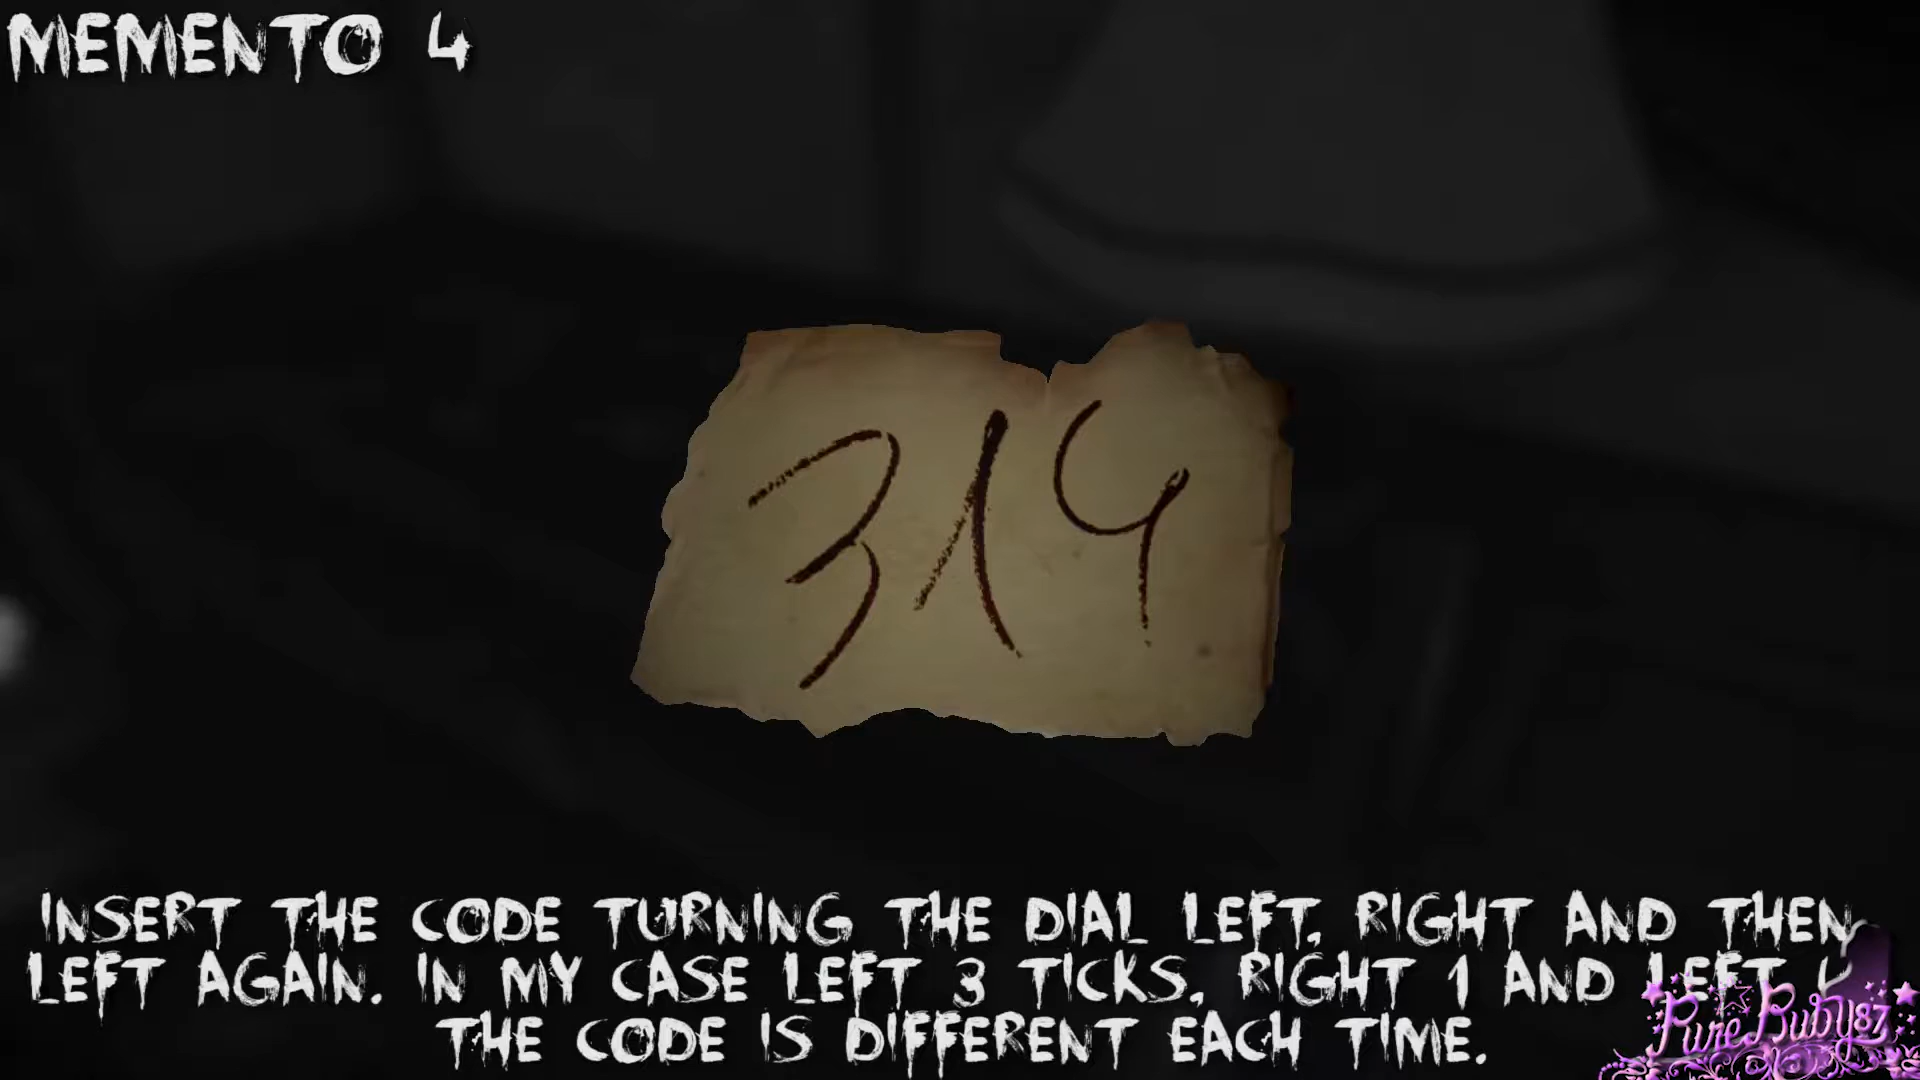 MEMENTO 4
314
INSERT THE CODE TURNING THE DIAL LEFT, RIGHT AND THEN
LEFT AGAIN. IN MY CASE LEFT 3 TICKS, RIGHT 1 AND LEFT
THE CODE IS DIFFERENT EACH TIME.
PureRuby87